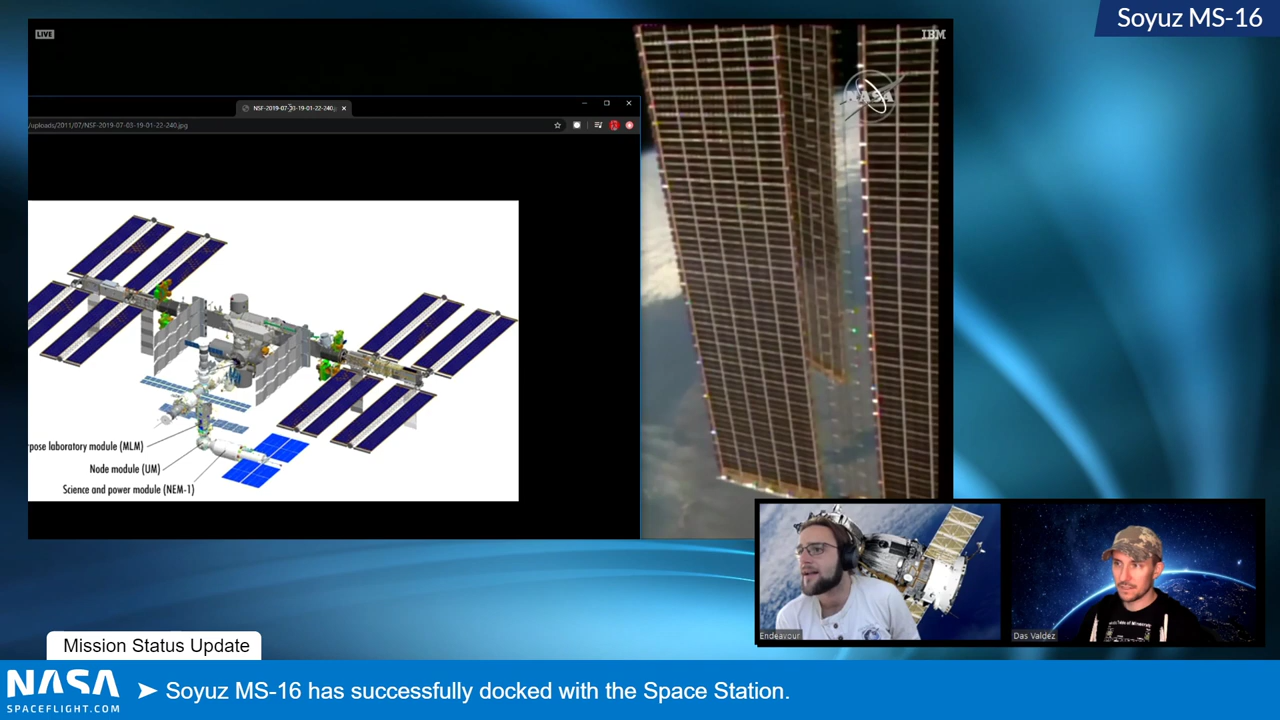 Soyuz MS-16
LIVE
IBM
NSF-2019-07-03-19-01-22-240.j
NASA
/uploads/2011/07/NSF-2019-07-03-19-01-22-240.jpg
rpose laboratory module (MLM)
Node module (UM)
Science and power module (NEM-1)
Endeavour
Das Valdez
Mission Status Update
NASA
SPACEFLIGHT.COM
Soyuz MS-16 has successfully docked with the Space Station.